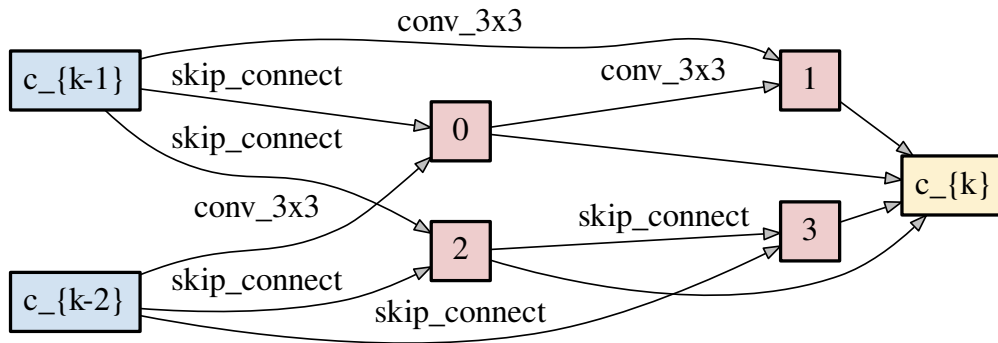 conv_3x3
c_{k-1}
skip_connect
conv_3x3
1
skip_connect
0
c_{k}
conv_3x3
skip_connect
3
2
c_{k-2}
skip_connect
skip_connect